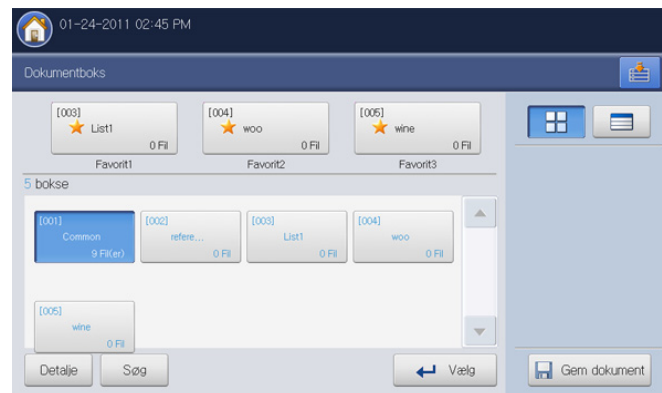 01-24-2011 02:45 PM
Dokumentboks
[003] [004] [005]
List1 woo wine
0 Fil 0 Fil 0 Fil
Favorit1 Favorit2 Favorit3
5 bokse
[001] [002] [003] [004]
Common refere... List1 woo
9 Fil(er) 0 Fil 0 Fil 0 Fil
[005]
wine
0 Fil
Detalje Søg Vælg Gem dokument